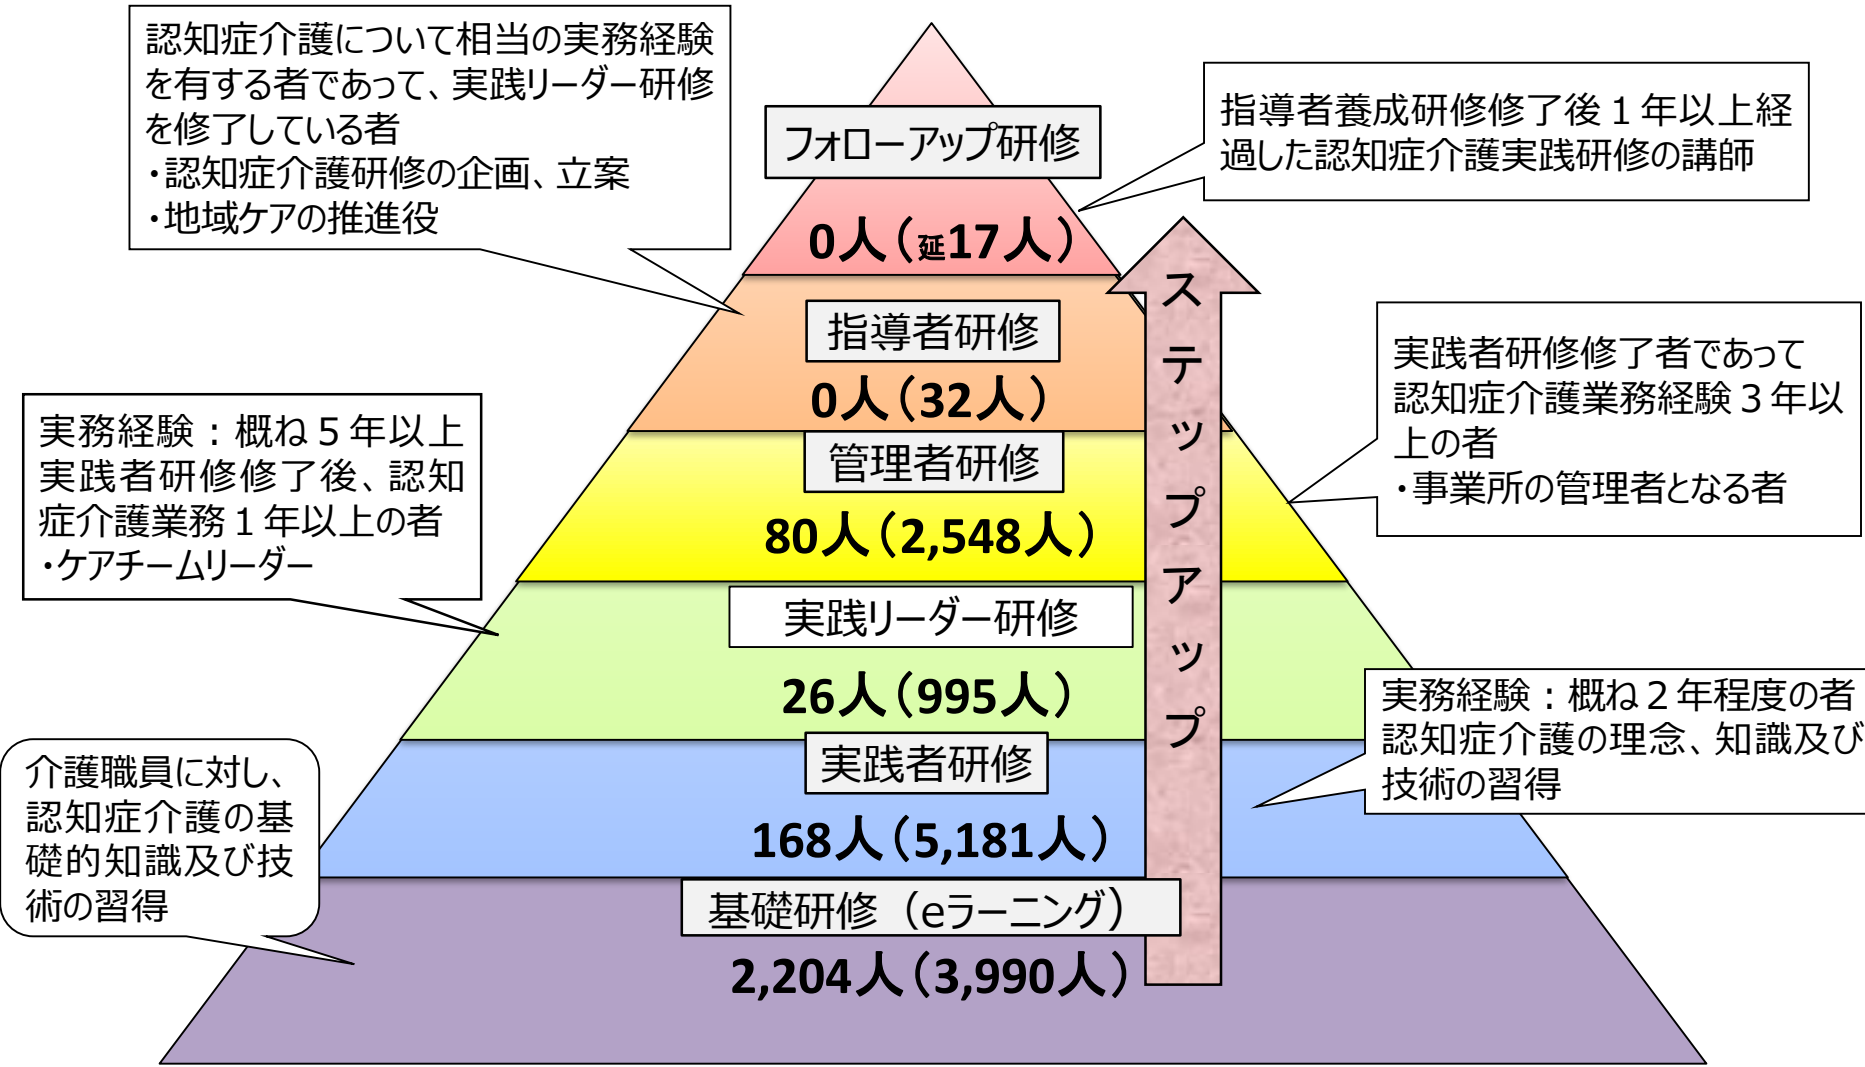 認知症介護について相当の実務経験
を有する者であって、実践リーダー研修
を修了している者
・認知症介護研修の企画、立案
・地域ケアの推進役
フォローアップ研修
0人（延17人）
指導者養成研修修了後１年以上経
過した認知症介護実践研修の講師
指導者研修
0人（32人）
実践者研修修了者であって
認知症介護業務経験３年以
上の者
・事業所の管理者となる者
管理者研修
80人（2,548人）
実務経験：概ね５年以上
実践者研修修了後、認知
症介護業務１年以上の者
・ケアチームリーダー
実践リーダー研修
26人（995人）
実務経験：概ね２年程度の者
認知症介護の理念、知識及び
技術の習得
実践者研修
168人（5,181人）
介護職員に対し、
認知症介護の基
礎的知識及び技
術の習得
基礎研修（eラーニング）
2,204人（3,990人）
ステップアップ